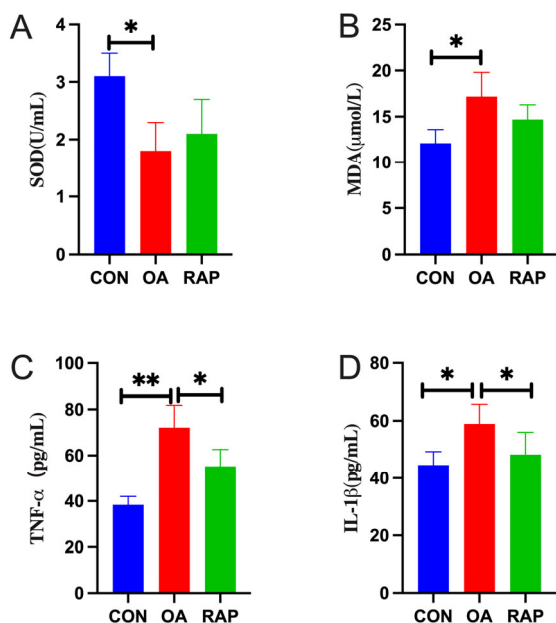 A
SOD(U/mL)
4
3
2
1
0
*
CON OA RAP
B
MDA(μmol/L)
25
20
15
10
5
0
*
CON OA RAP
C
TNF-α (pg/mL)
100
80
60
40
20
0
** *
CON OA RAP
D
IL-1β(pg/mL)
80
60
40
20
0
* *
CON OA RAP